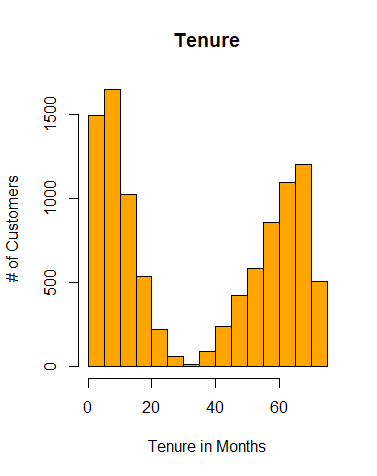 Tenure
1500
1000
500
0
# of Customers
0 20 40 60
Tenure in Months